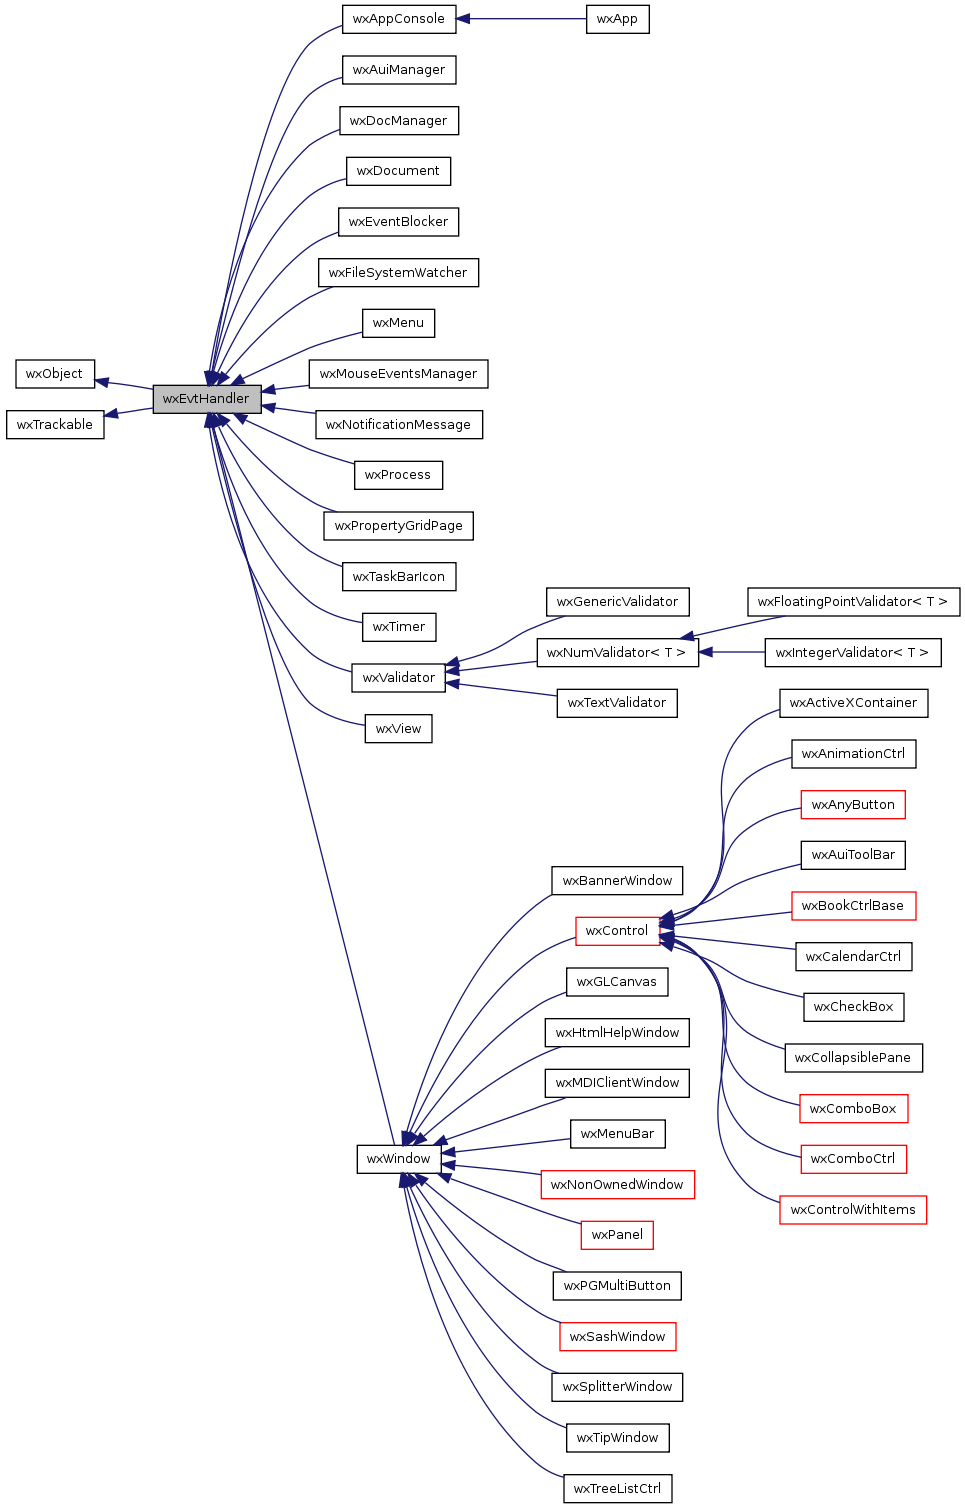 wxAppConsole
wxApp
wxAuiManager
wxDocManager
wxDocument
wxEventBlocker
wxFileSystemWatcher
wxMenu
wxObject
wxMouseEventsManager
wxEvtHandler
wxTrackable
wxNotificationMessage
wxProcess
wxPropertyGridPage
wxTaskBarIcon
wxTimer
wxValidator
wxView
wxGenericValidator
wxFloatingPointValidator< T >
wxNumValidator< T >
wxIntegerValidator< T >
wxTextValidator
wxActiveXContainer
wxAnimationCtrl
wxAnyButton
wxAuiToolBar
wxBannerWindow
wxBookCtrlBase
wxControl
wxCalendarCtrl
wxGLCanvas
wxCheckBox
wxHtmlHelpWindow
wxCollapsiblePane
wxMDIClientWindow
wxComboBox
wxMenuBar
wxComboCtrl
wxWindow
wxNonOwnedWindow
wxControlWithItems
wxPanel
wxPGMultiButton
wxSashWindow
wxSplitterWindow
wxTipWindow
wxTreeListCtrl